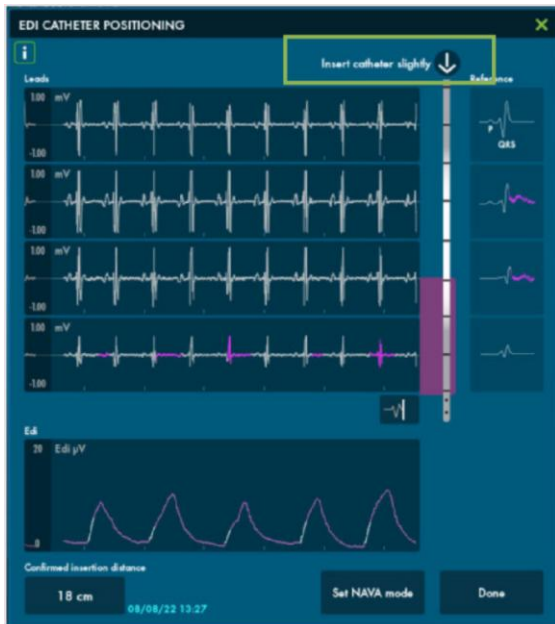 EDI CATHETER POSITIONING
Insert catheter slightly
Leads
Reference
1.00 mV
-1.00
P
QRS
1.00 mV
-1.00
1.00 mV
-1.00
1.00 mV
-1.00
Edi
20 Edi µV
0
Confirmed insertion distance
18 cm
08/08/22 13:27
Set NAVA mode
Done